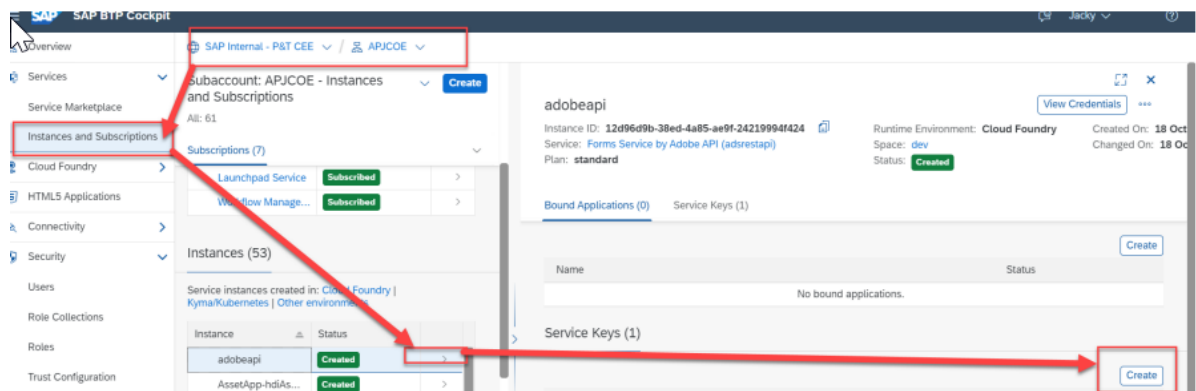 SAP SAP BTP Cockpit
Jacky
Overview
Services
Service Marketplace
Instances and Subscriptions
Cloud Foundry
HTML5 Applications
Connectivity
Security
Users
Role Collections
Roles
Trust Configuration
SAP Internal - P&T CEE / APJCOE
Subaccount: APJCOE - Instances
and Subscriptions
Create
All: 61
Subscriptions (7)
Launchpad Service Subscribed
Workflow Manage... Subscribed
Instances (53)
Service instances created in: Cloud Foundry |
Kyma/Kubernetes | Other environments
Instance Status
adobeapi Created
AssetApp-hdiAs... Created
adobeapi
View Credentials
Instance ID: 12d96d9b-38ed-4a85-ae9f-24219994f424
Service: Forms Service by Adobe API (adsrestapi)
Plan: standard
Runtime Environment: Cloud Foundry
Space: dev
Status: Created
Created On: 18 Oct
Changed On: 18 Oc
Bound Applications (0) Service Keys (1)
Create
Name Status
No bound applications.
Service Keys (1)
Create